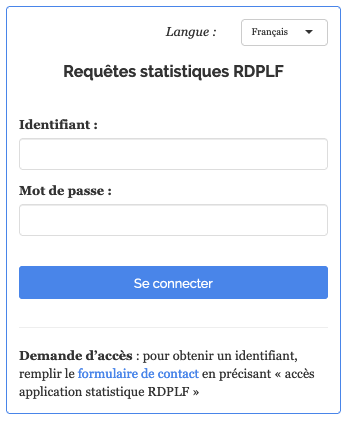 Langue : Français
Requêtes statistiques RDPLF
Identifiant :
Mot de passe :
Se connecter
Demande d'accès : pour obtenir un identifiant,
remplir le formulaire de contact en précisant « accès
application statistique RDPLF »